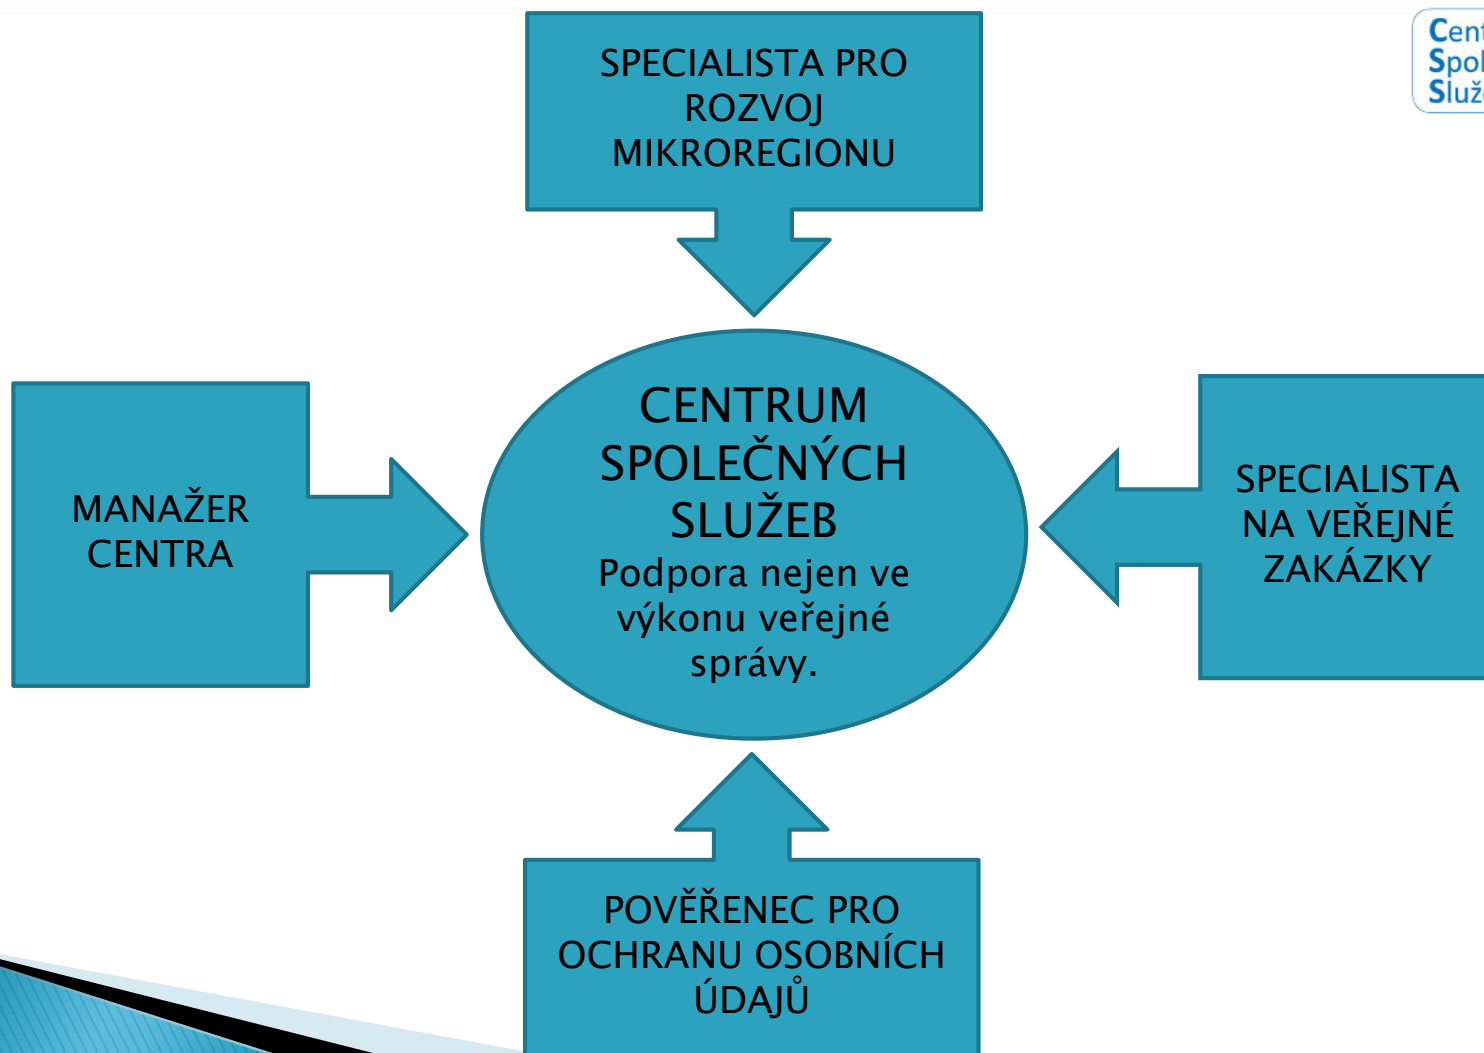 SPECIALISTA PRO
ROZVOJ
MIKROREGIONU
MANAŽER
CENTRA
CENTRUM
SPOLEČNÝCH
SLUŽEB
Podpora nejen ve
výkonu veřejné
správy.
SPECIALISTA
NA VEŘEJNÉ
ZAKÁZKY
POVĚŘENEC PRO
OCHRANU OSOBNÍCH
ÚDAJŮ